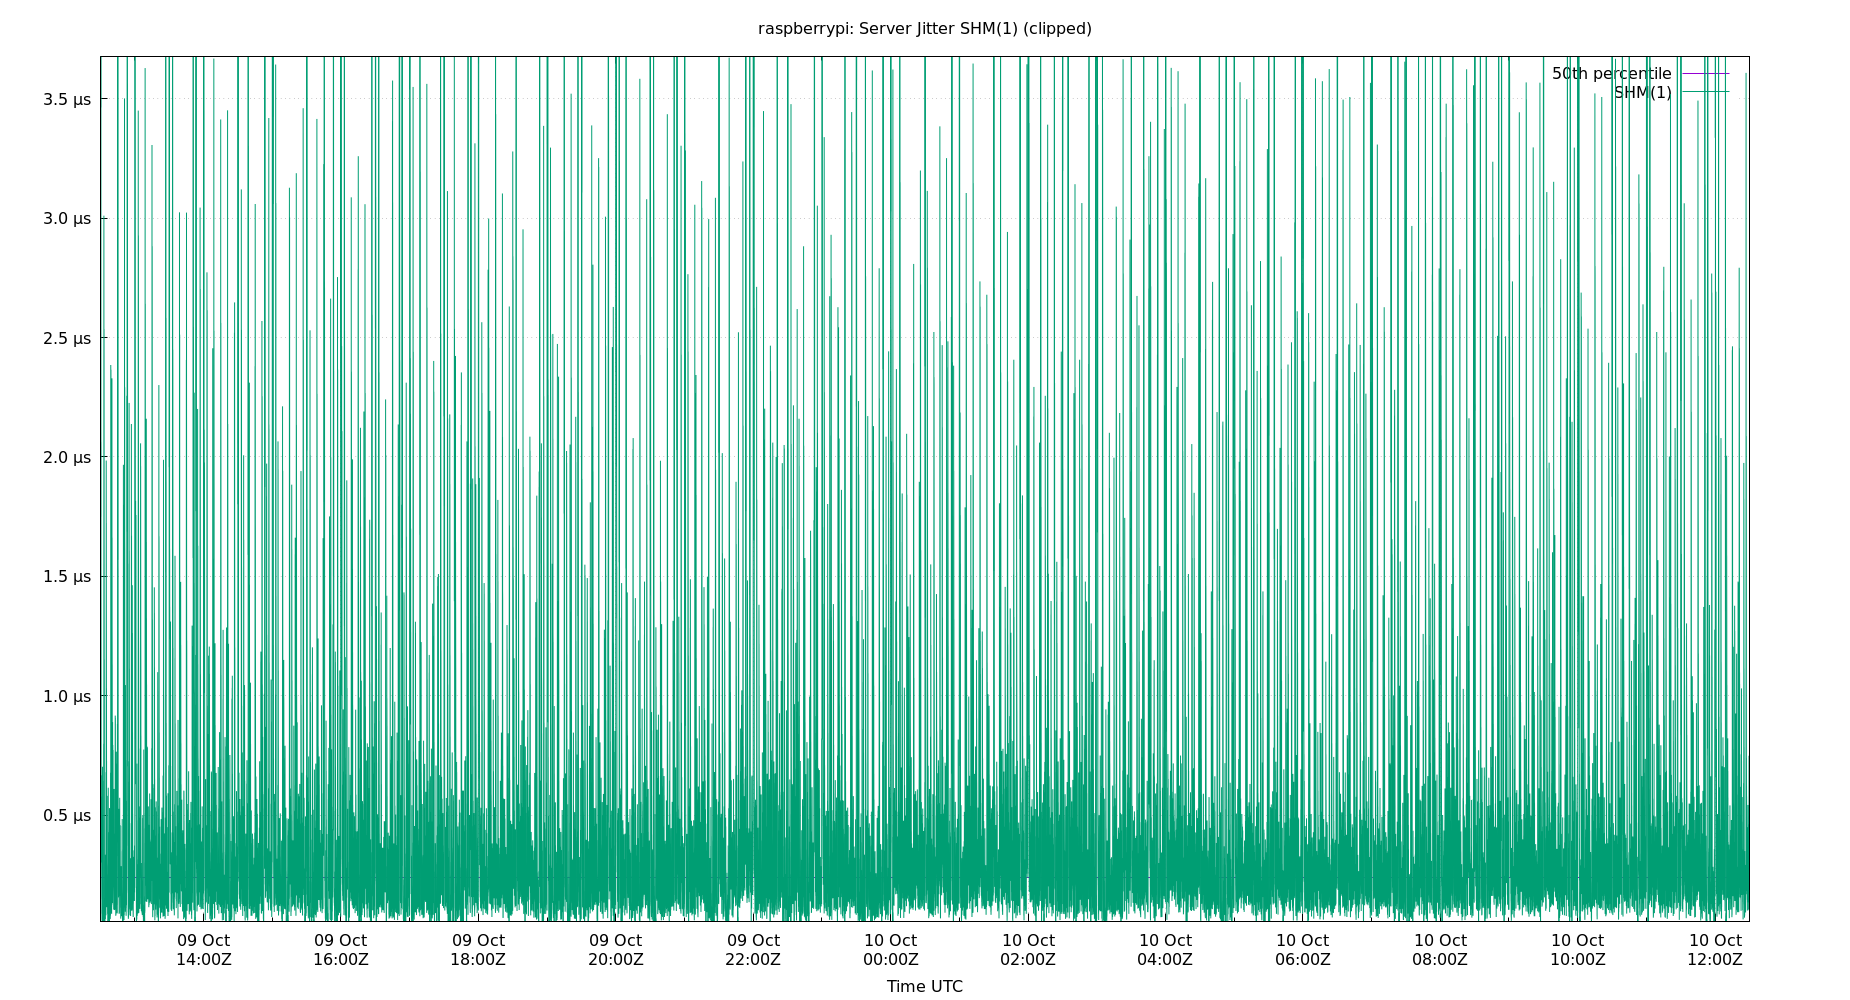 raspberrypi: Server Jitter SHM(1) (clipped)
50th percentile
SHM(1)
3.5 µs
3.0 µs
2.5 µs
2.0 µs
1.5 µs
1.0 µs
0.5 µs
09 Oct 09 Oct 09 Oct 09 Oct 09 Oct 10 Oct 10 Oct 10 Oct 10 Oct 10 Oct 10 Oct 10 Oct
14:00Z 16:00Z 18:00Z 20:00Z 22:00Z 00:00Z 02:00Z 04:00Z 06:00Z 08:00Z 10:00Z 12:00Z
Time UTC